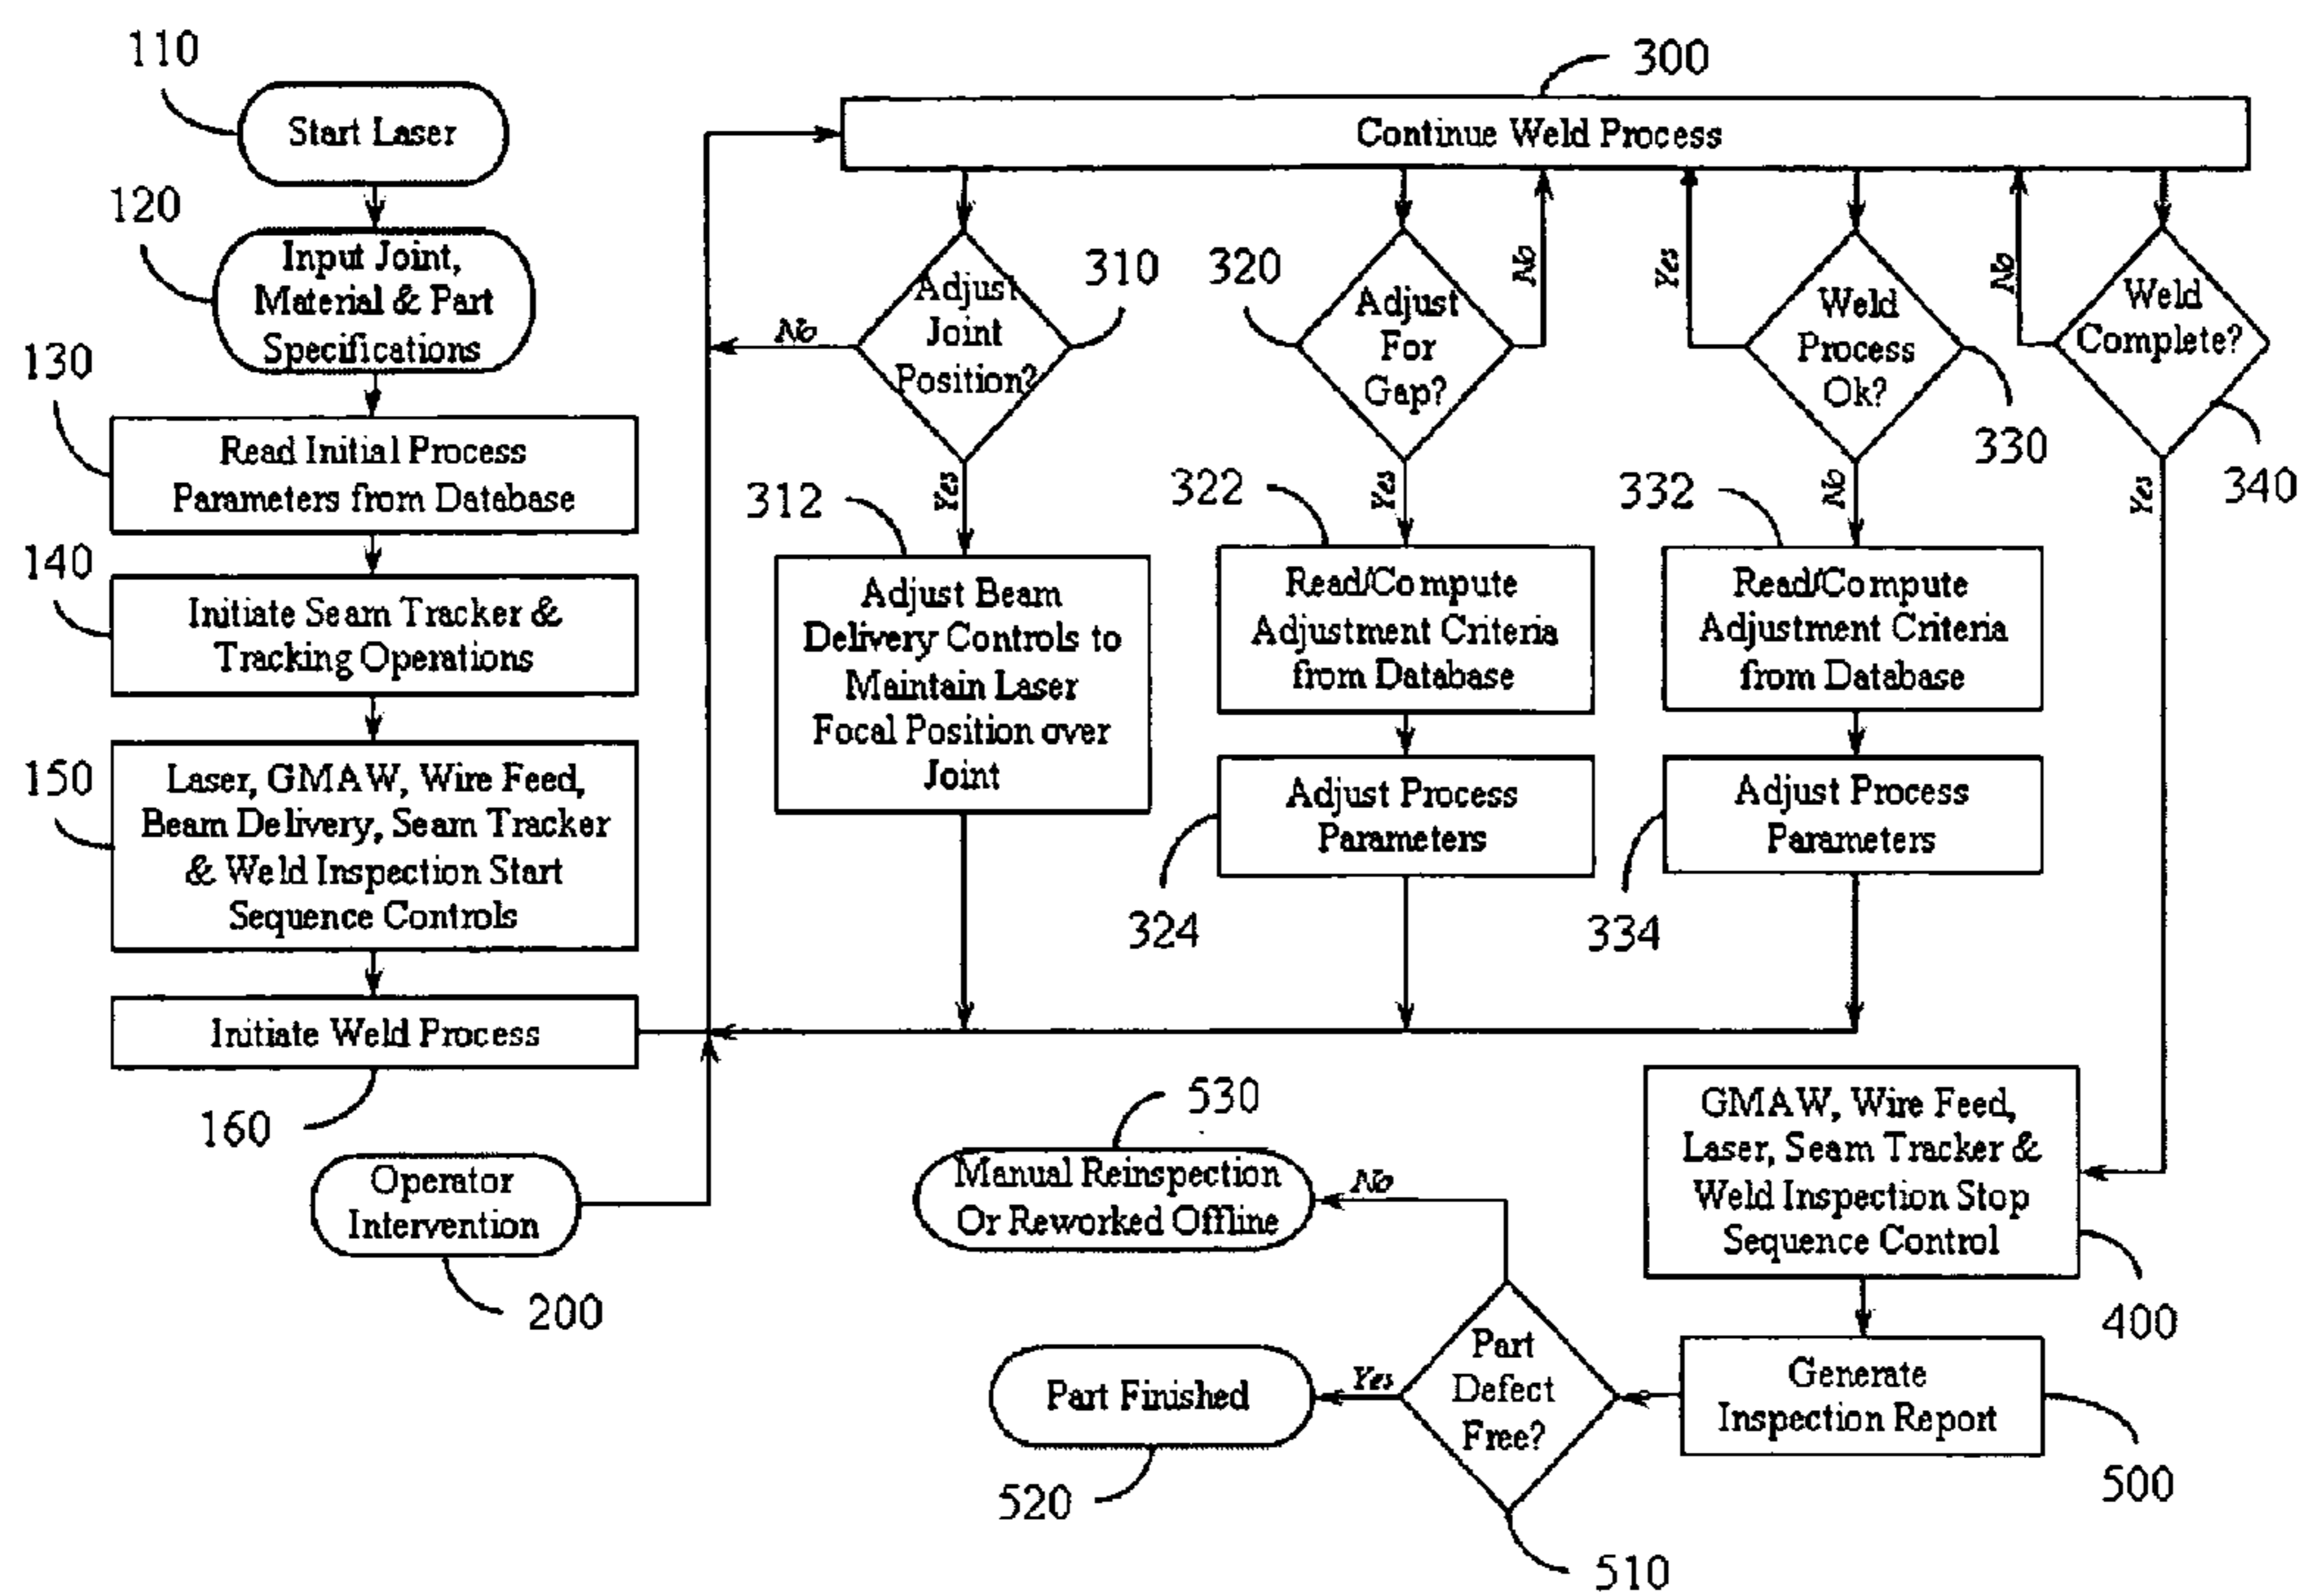 110
Start Laser
120
Input Joint,
Material & Part
Specifications
130
Read Initial Process
Parameters from Database
140
Initiate Seam Tracker &
Tracking Operations
150
Laser, GMAW, Wire Feed,
Beam Delivery, Seam Tracker
& Weld Inspection Start
Sequence Controls
Initiate Weld Process
160
Operator
Intervention
200
300
Continue Weld Process
Adjust
Joint
Position?
310
No
Yes
312
Adjust Beam
Delivery Controls to
Maintain Laser
Focal Position over
Joint
320
Adjust
For
Gap?
No
Yes
322
Read/Compute
Adjustment Criteria
from Database
Adjust Process
Parameters
324
Yes
Weld
Process
Ok?
330
No
332
Read/Compute
Adjustment Criteria
from Database
Adjust Process
Parameters
334
No
Weld
Complete?
340
Yes
GMAW, Wire Feed,
Laser, Seam Tracker &
Weld Inspection Stop
Sequence Control
400
Generate
Inspection Report
500
Part
Defect
Free?
510
No
530
Manual Reinspection
Or Reworked Offline
Yes
Part Finished
520